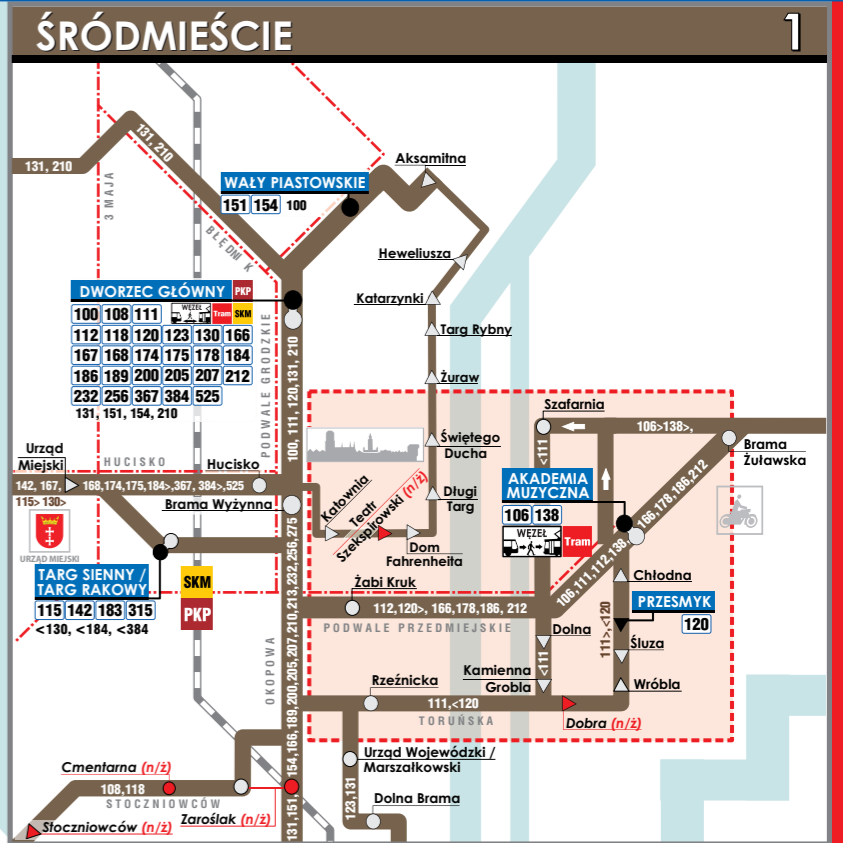 ŚRÓDMIEŚCIE
1
131, 210
131, 210
3 MAJA
BŁĘDNIK
WAŁY PIASTOWSKIE
151 154 100
Aksamitna
Heweliusza
Katarzynki
Targ Rybny
Żuraw
Świętego
Ducha
Długi
Targ
DWORZEC GŁÓWNY PKP
100 108 111 WĘZEŁ Tram SKM
112 118 120 123 130 166
167 168 174 175 178 184
186 189 200 205 207 212
232 256 367 384 525
131, 151, 154, 210
PODWALE GRODZKIE
100, 111, 120,131, 210
Urząd
Miejski
HUCISKO
Hucisko
142, 167,
168,174,175,184>,367, 384>,525
115> 130>
Brama Wyżynna
URZĄD MIEJSKI
TARG SIENNY /
TARG RAKOWY
115 142 183 315
<130, <184, <384
SKM
PKP
Katownia
Teatr
Szekspirowski (n/ż)
Dom
Fahrenheita
Szafarnia
106>138>,
<111
Brama
Żuławska
AKADEMIA
MUZYCZNA
106 138
WĘZEŁ
Tram
166,178,186,212
106,111,112,138,
Chłodna
PRZESMYK
120
111>, <120
Śluza
Wróbla
Żabi Kruk
112,120>, 166,178,186, 212
PODWALE PRZEDMIEJSKIE
Dolna
<111
Kamienna
Grobla
Rzeźnicka
111,<120
TORUŃSKA
Dobra (n/ż)
OKOPOWA
131,151, 154,166,189,200,205,207,210,213,232,256,275
Urząd Wojewódzki /
Marszałkowski
123,131
Dolna Brama
Cmentarna (n/ż)
108,118
STOCZNIOWCÓW
Zaroślak (n/ż)
Stoczniowców (n/ż)